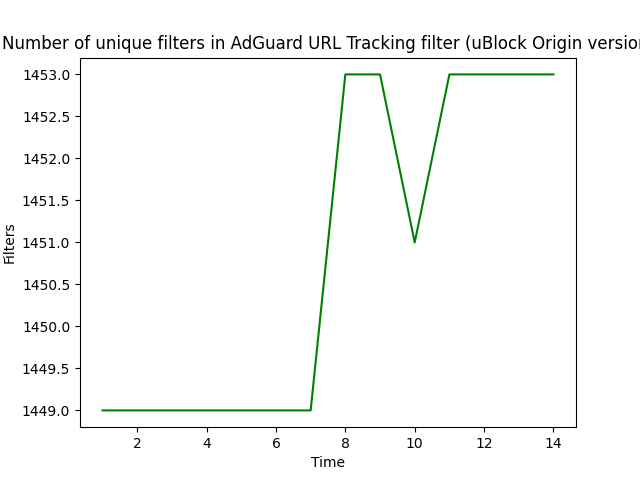 Number of unique filters in AdGuard URL Tracking filter (uBlock Origin version
1453.0
1452.5
1452.0
1451.5
1451.0
1450.5
1450.0
1449.5
1449.0
Filters
2 4 6 8 10 12 14
Time